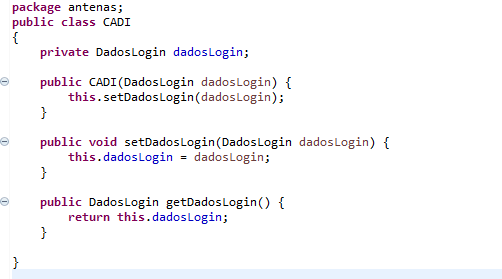 package antenas;
public class CADI
{
    private DadosLogin dadosLogin;
    public CADI(DadosLogin dadosLogin) {
        this.setDadosLogin(dadosLogin);
    }
    public void setDadosLogin(DadosLogin dadosLogin) {
        this.dadosLogin = dadosLogin;
    }
    public DadosLogin getDadosLogin() {
        return this.dadosLogin;
    }
}